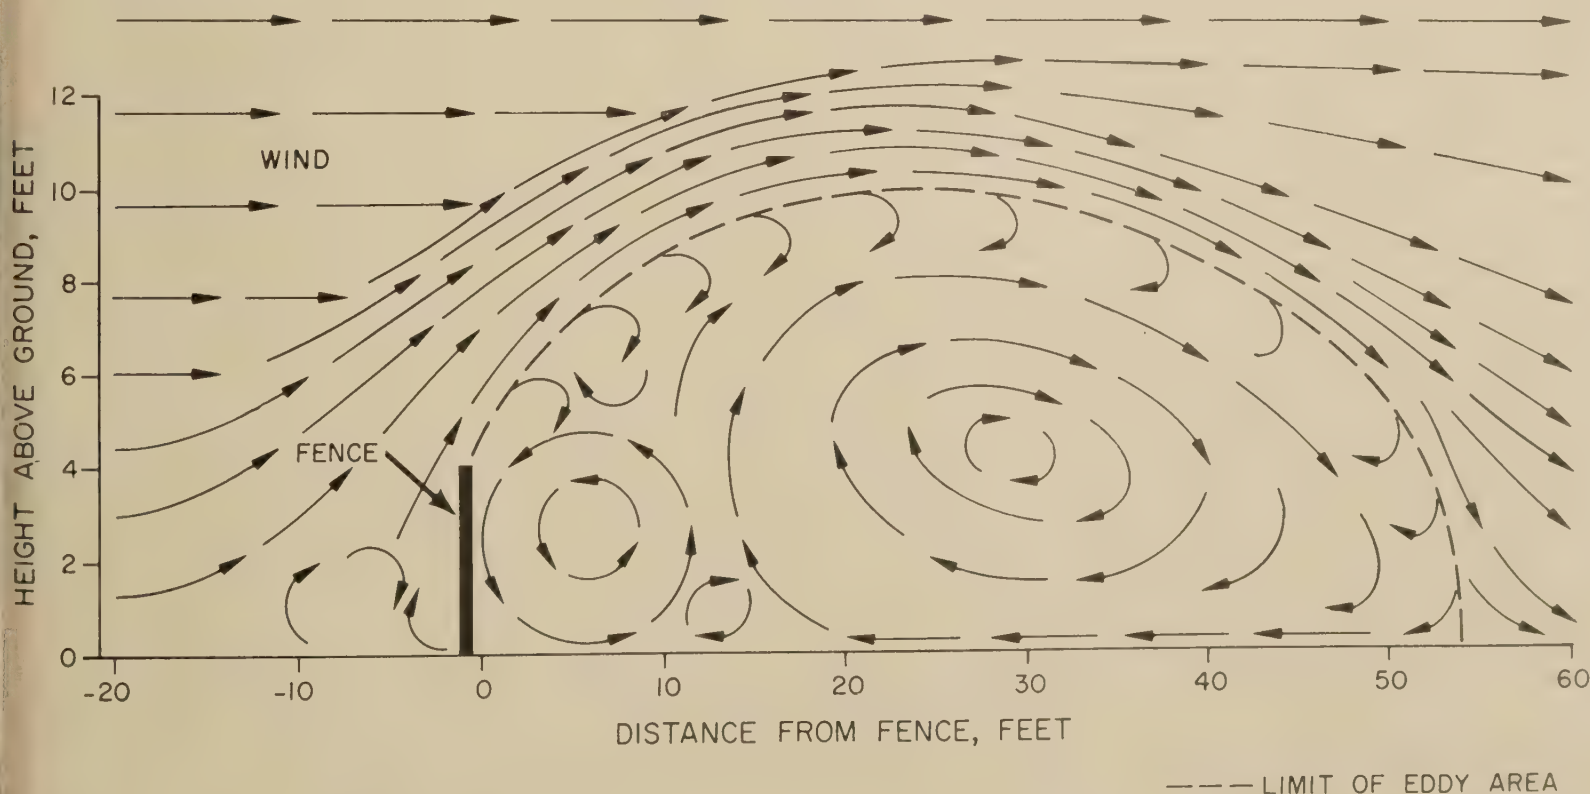 12
WIND
10
8
6
FENCE
4
2
0
HEIGHT ABOVE GROUND, FEET
-20 -10 0 10 20 30 40 50 60
DISTANCE FROM FENCE, FEET
---LIMIT OF EDDY AREA